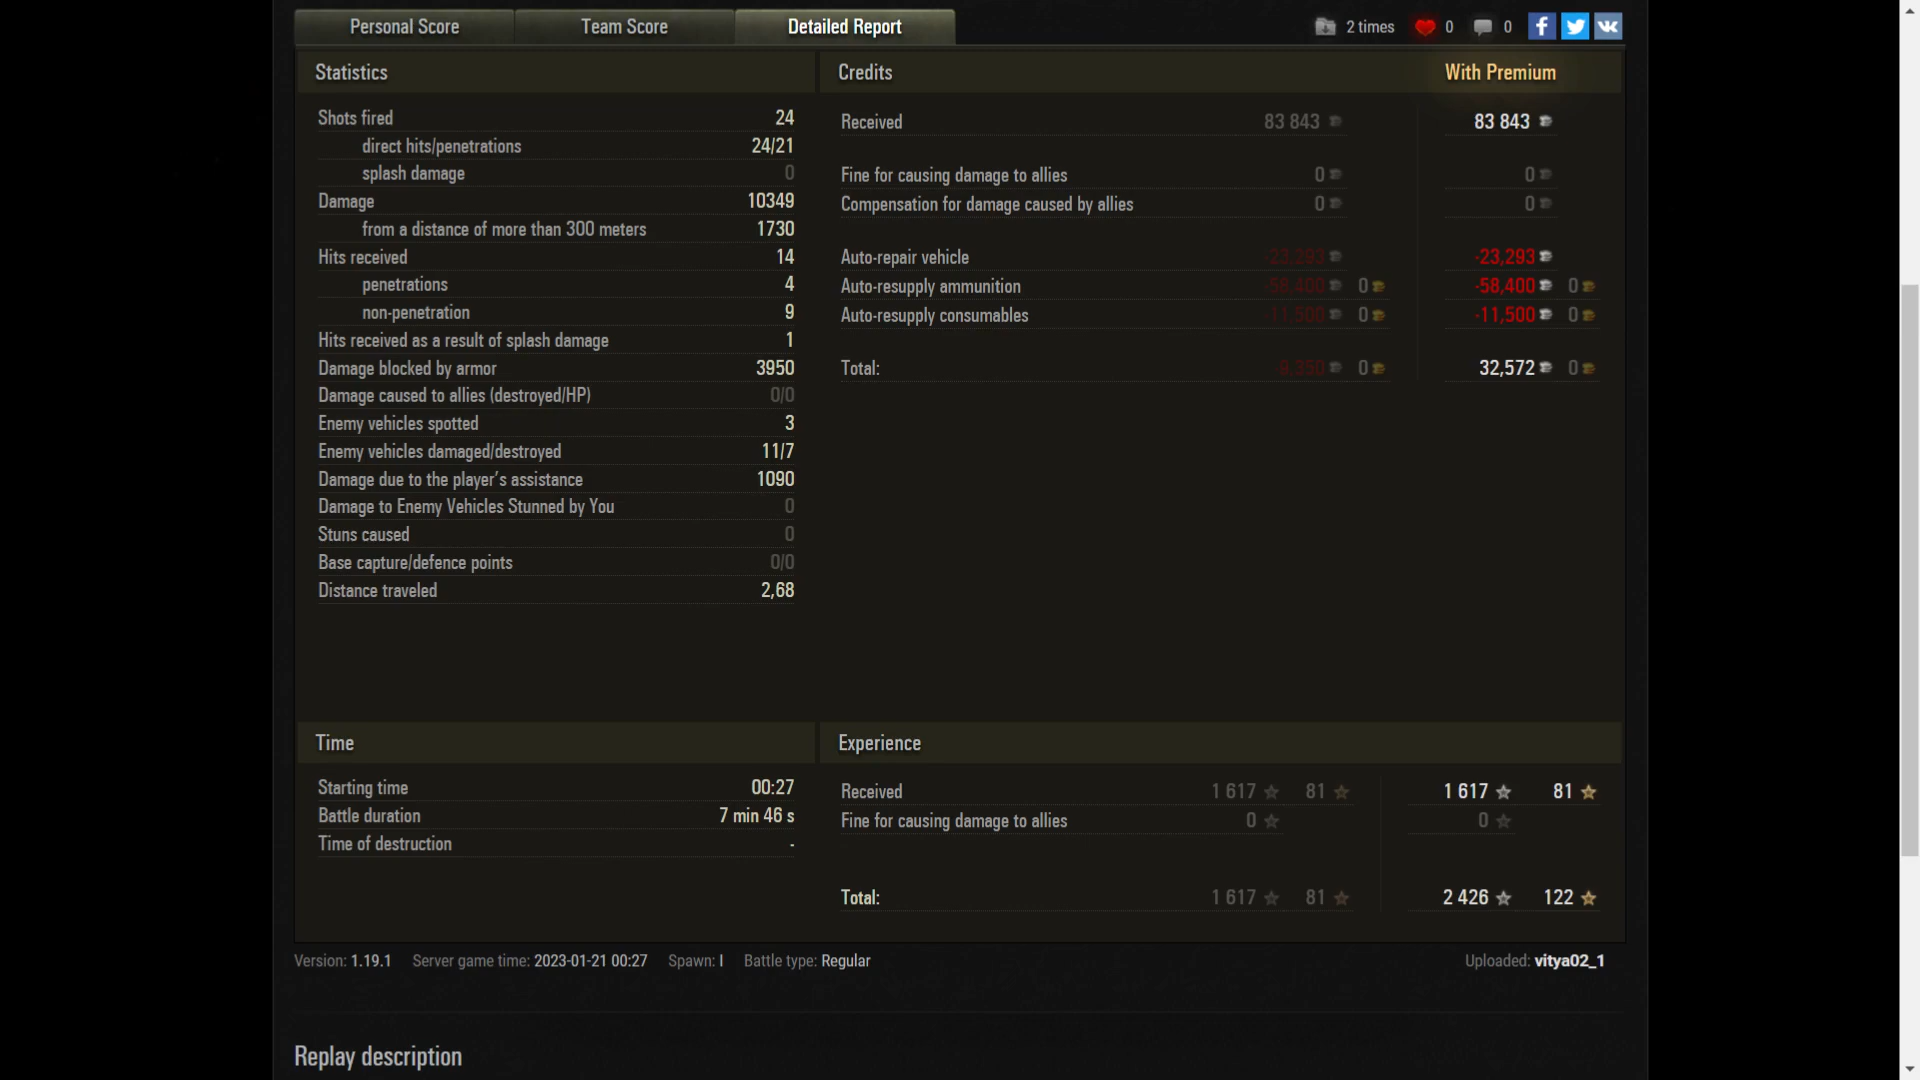 Personal Score Team Score Detailed Report 2 times 0 0
Statistics Credits With Premium
Shots fired 24
direct hits/penetrations 24/21
splash damage 0
Damage 10349
from a distance of more than 300 meters 1730
Hits received 14
penetrations 4
non-penetration 9
Hits received as a result of splash damage 1
Damage blocked by armor 3950
Damage caused to allies (destroyed/HP) 0/0
Enemy vehicles spotted 3
Enemy vehicles damaged/destroyed 11/7
Damage due to the player's assistance 1090
Damage to Enemy Vehicles Stunned by You 0
Stuns caused 0
Base capture/defence points 0/0
Distance traveled 2,68
Received 83 843 83 843
Fine for causing damage to allies 0 0
Compensation for damage caused by allies 0 0
Auto-repair vehicle -23,293 -23,293
Auto-resupply ammunition -58,400 0 -58,400 0
Auto-resupply consumables -11,500 0 -11,500 0
Total: -9,350 0 32,572 0
Time
Starting time 00:27
Battle duration 7 min 46 s
Time of destruction -
Experience
Received 1 617 81 1 617 81
Fine for causing damage to allies 0 0
Total: 1 617 81 2 426 122
Version: 1.19.1 Server game time: 2023-01-21 00:27 Spawn: I Battle type: Regular Uploaded: vitya02_1
Replay description